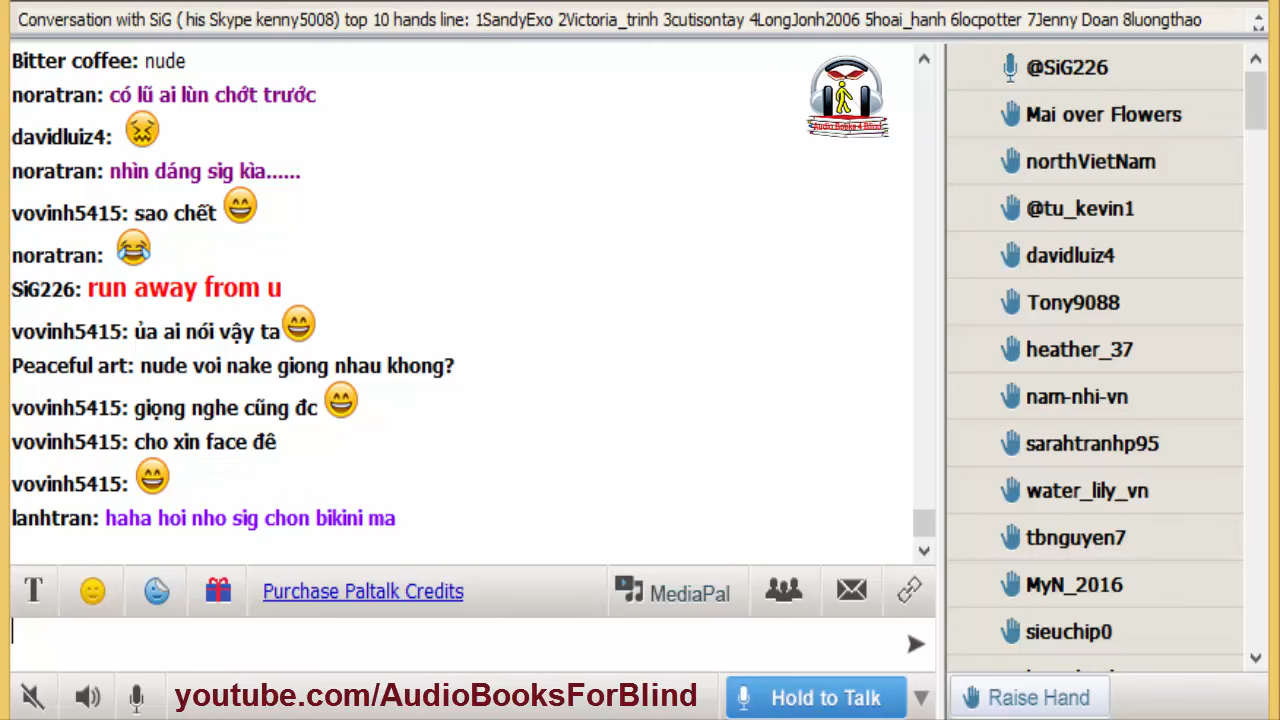 Conversation with SiG ( his Skype kenny5008) top 10 hands line: 1SandyExo 2Victoria_trinh 3cutisontay 4LongJonh2006 5hoai_hanh 6locpotter 7Jenny Doan 8luongthao
Bitter coffee: nude
noratran: có lũ ai lùn chớt trước
davidluiz4:
noratran: nhìn dáng sig kìa......
vovinh5415: sao chết
noratran:
SiG226: run away from u
vovinh5415: ủa ai nói vậy ta
Peaceful art: nude voi nake giong nhau khong?
vovinh5415: giọng nghe cũng đc
vovinh5415: cho xin face đê
vovinh5415:
lanhtran: haha hoi nho sig chon bikini ma
Audio Books 4 Blind
@SiG226
Mai over Flowers
northVietNam
@tu_kevin1
davidluiz4
Tony9088
heather_37
nam-nhi-vn
sarahtranhp95
water_lily_vn
tbnguyen7
MyN_2016
sieuchip0
T
Purchase Paltalk Credits
MediaPal
youtube.com/AudioBooksForBlind
Hold to Talk
Raise Hand